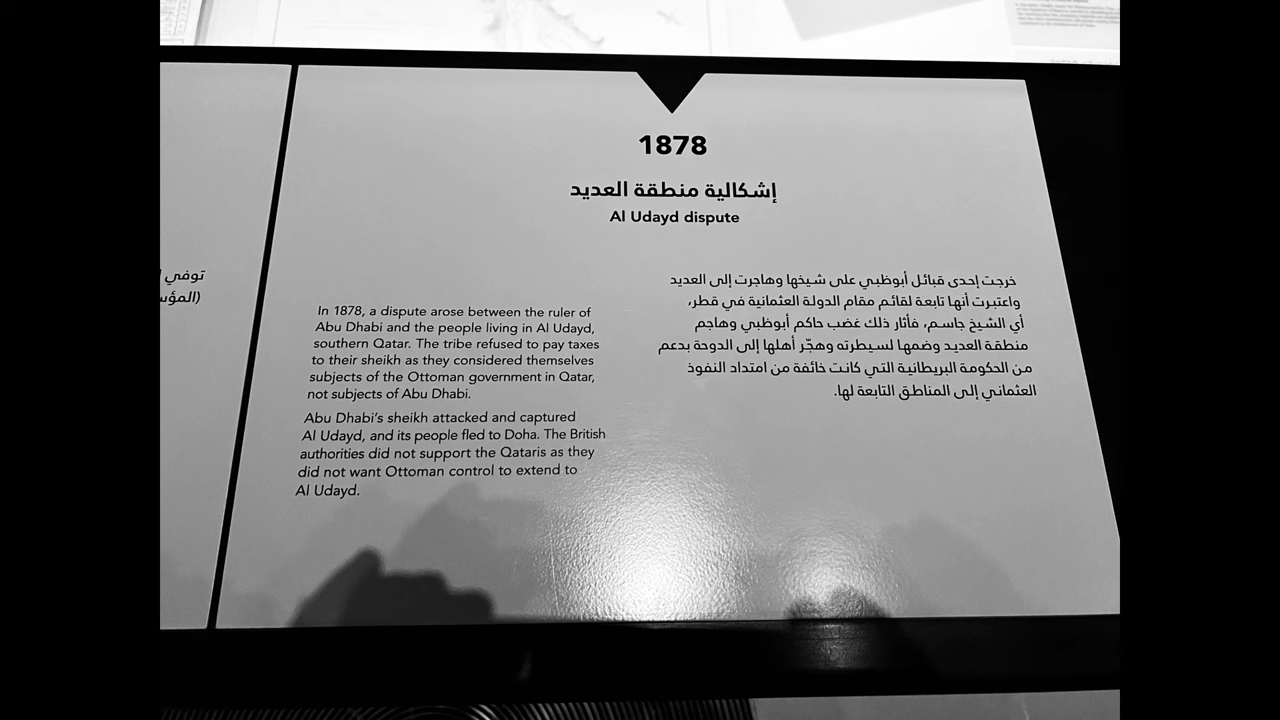 1878
إشكالية منطقة العديد
Al Udayd dispute
خرجت إحدى قبائل أبوظبي على شيخها وهاجرت إلى العديد
واعتبرت أنها تابعة لقائم مقام الدولة العثمانية في قطر،
أي الشيخ جاسم، فأثار ذلك غضب حاكم أبوظبي وهاجم
منطقة العديد وضمها لسيطرته وهجّر أهلها إلى الدوحة بدعم
من الحكومة البريطانية التي كانت خائفة من امتداد النفوذ
العثماني إلى المناطق التابعة لها.
In 1878, a dispute arose between the ruler of
Abu Dhabi and the people living in Al Udayd,
southern Qatar. The tribe refused to pay taxes
to their sheikh as they considered themselves
subjects of the Ottoman government in Qatar,
not subjects of Abu Dhabi.
Abu Dhabi's sheikh attacked and captured
Al Udayd, and its people fled to Doha. The British
authorities did not support the Qataris as they
did not want Ottoman control to extend to
Al Udayd.
توفي